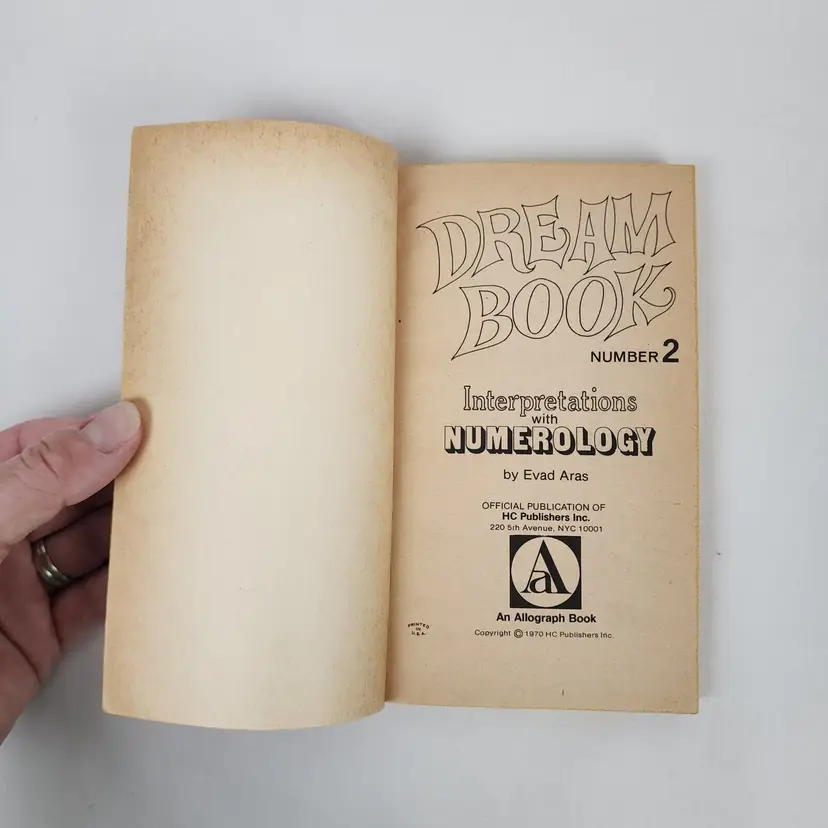 DREAM
BOOK
NUMBER 2
Interpretations
with
NUMEROLOGY
by Evad Aras
OFFICIAL PUBLICATION OF
HC Publishers Inc.
220 5th Avenue, NYC 10001
Aa
An Allograph Book
PRINTED
IN
U.S.A.
Copyright © 1970 HC Publishers Inc.